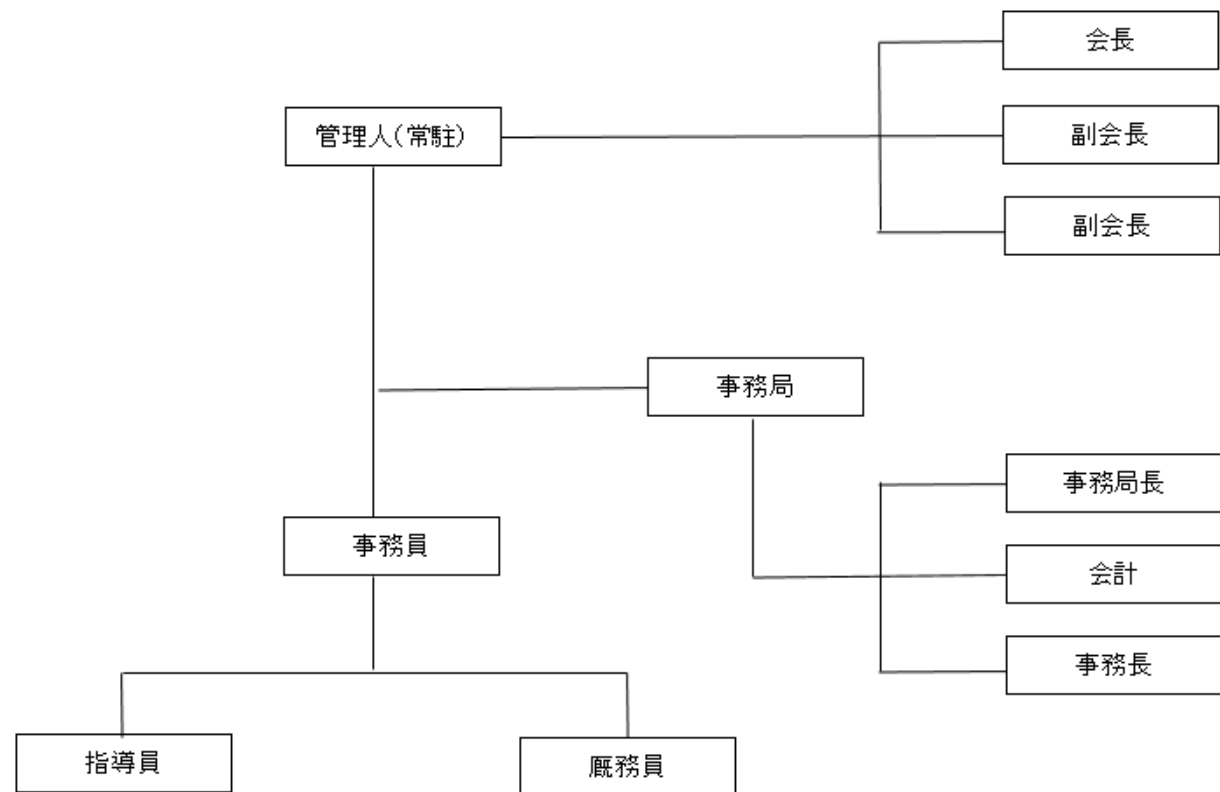 会長
管理人(常駐)
副会長
副会長
事務局
事務局長
事務員
会計
事務長
指導員
厩務員